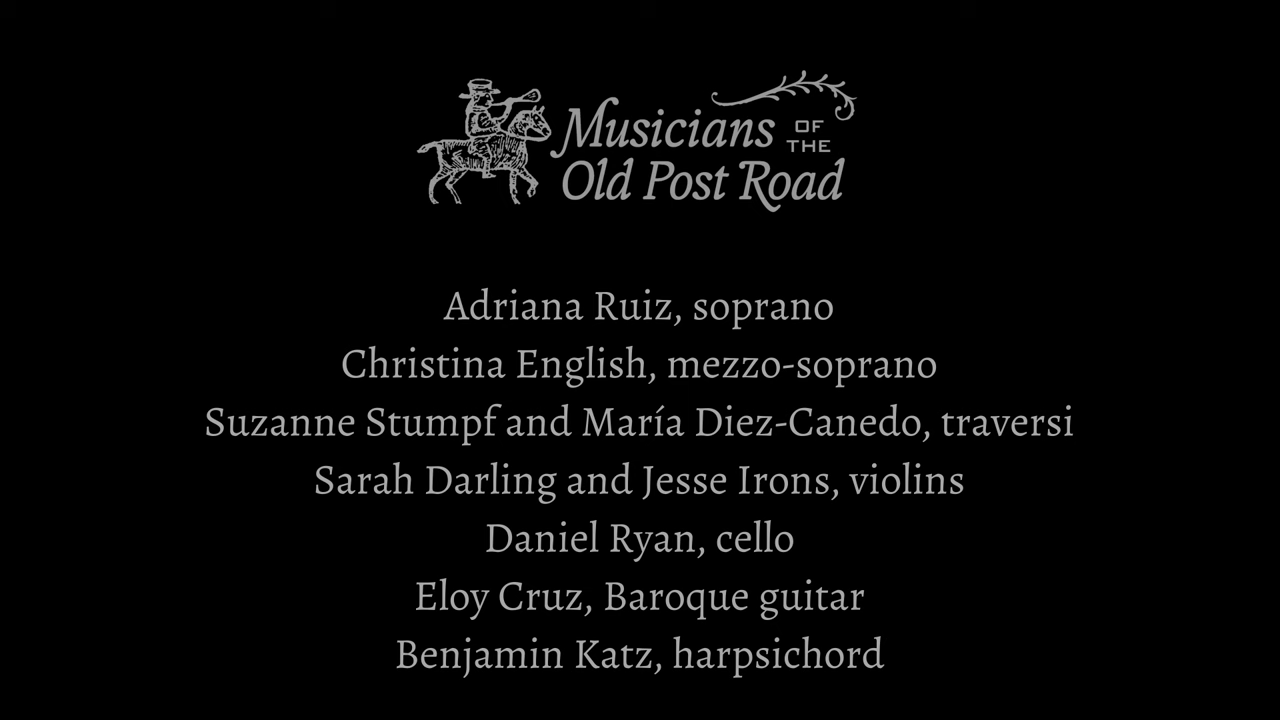 Musicians OF THE
Old Post Road
Adriana Ruiz, soprano
Christina English, mezzo-soprano
Suzanne Stumpf and María Diez-Canedo, traversi
Sarah Darling and Jesse Irons, violins
Daniel Ryan, cello
Eloy Cruz, Baroque guitar
Benjamin Katz, harpsichord